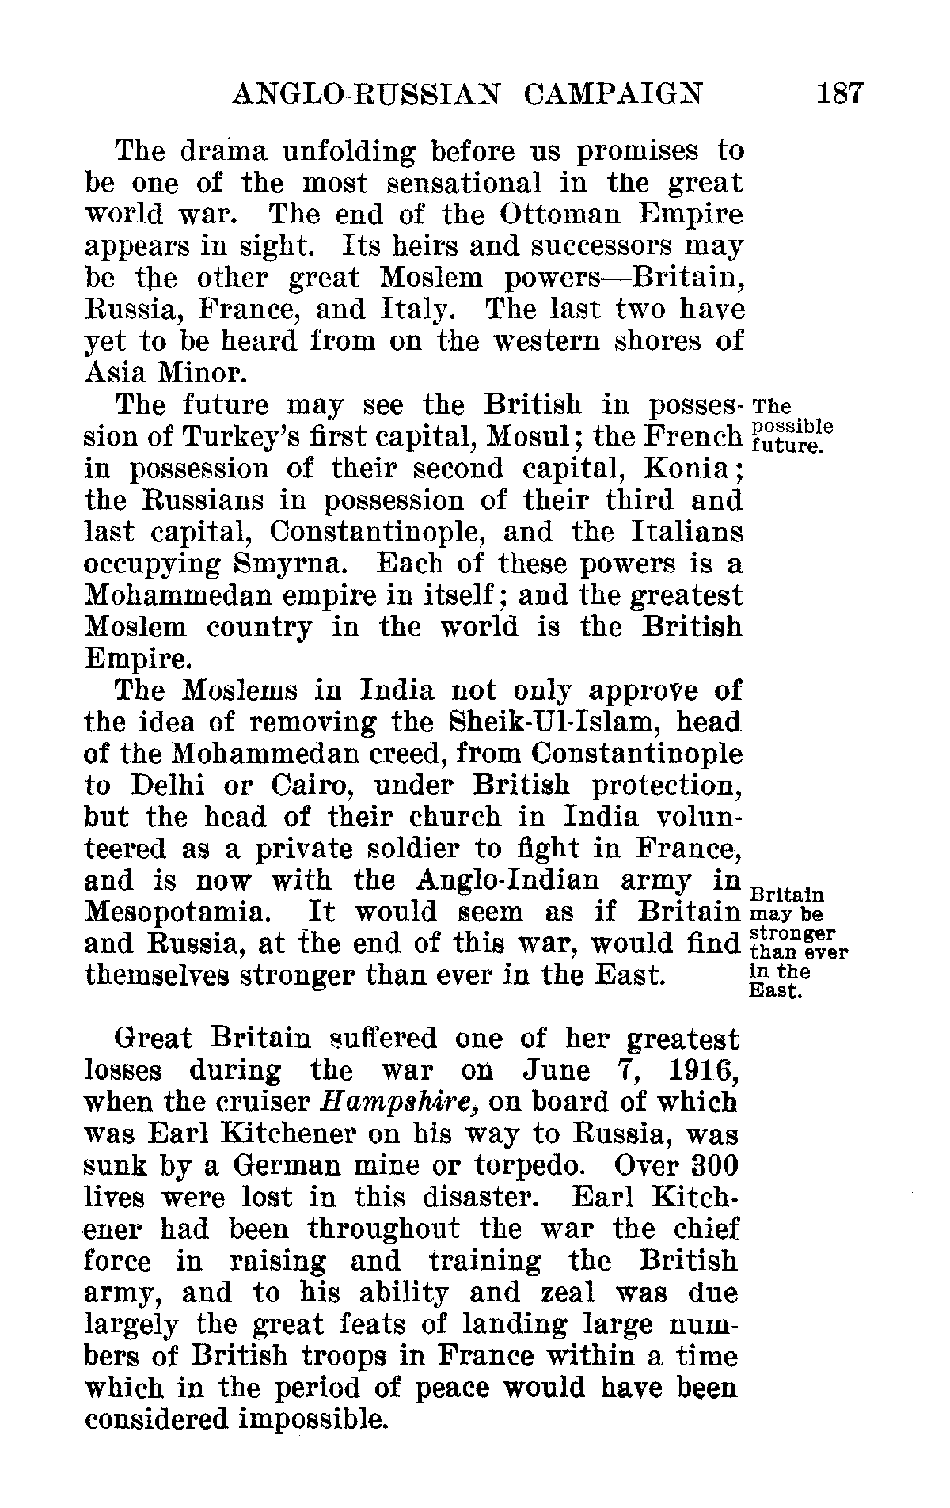 ANGLO-RUSSIAN CAMPAIGN 187
The drama unfolding before us promises to
be one of the most sensational in the great
world war. The end of the Ottoman Empire
appears in sight. Its heirs and successors may
be the other great Moslem powers—Britain,
Russia, France, and Italy. The last two have
yet to be heard from on the western shores of
Asia Minor.
The future may see the British in posses-
sion of Turkey's first capital, Mosul; the French
in possession of their second capital, Konia;
the Russians in possession of their third and
last capital, Constantinople, and the Italians
occupying Smyrna. Each of these powers is a
Mohammedan empire in itself; and the greatest
Moslem country in the world is the British
Empire.
The
possible
future.
The Moslems in India not only approve of
the idea of removing the Sheik-Ul-Islam, head
of the Mohammedan creed, from Constantinople
to Delhi or Cairo, under British protection,
but the head of their church in India volun-
teered as a private soldier to fight in France,
and is now with the Anglo-Indian army in
Mesopotamia. It would seem as if Britain
and Russia, at the end of this war, would find
themselves stronger than ever in the East.
Britain
may be
stronger
than ever
in the
East.
Great Britain suffered one of her greatest
losses during the war on June 7, 1916,
when the cruiser Hampshire, on board of which
was Earl Kitchener on his way to Russia, was
sunk by a German mine or torpedo. Over 300
lives were lost in this disaster. Earl Kitch-
ener had been throughout the war the chief
force in raising and training the British
army, and to his ability and zeal was due
largely the great feats of landing large num-
bers of British troops in France within a time
which in the period of peace would have been
considered impossible.